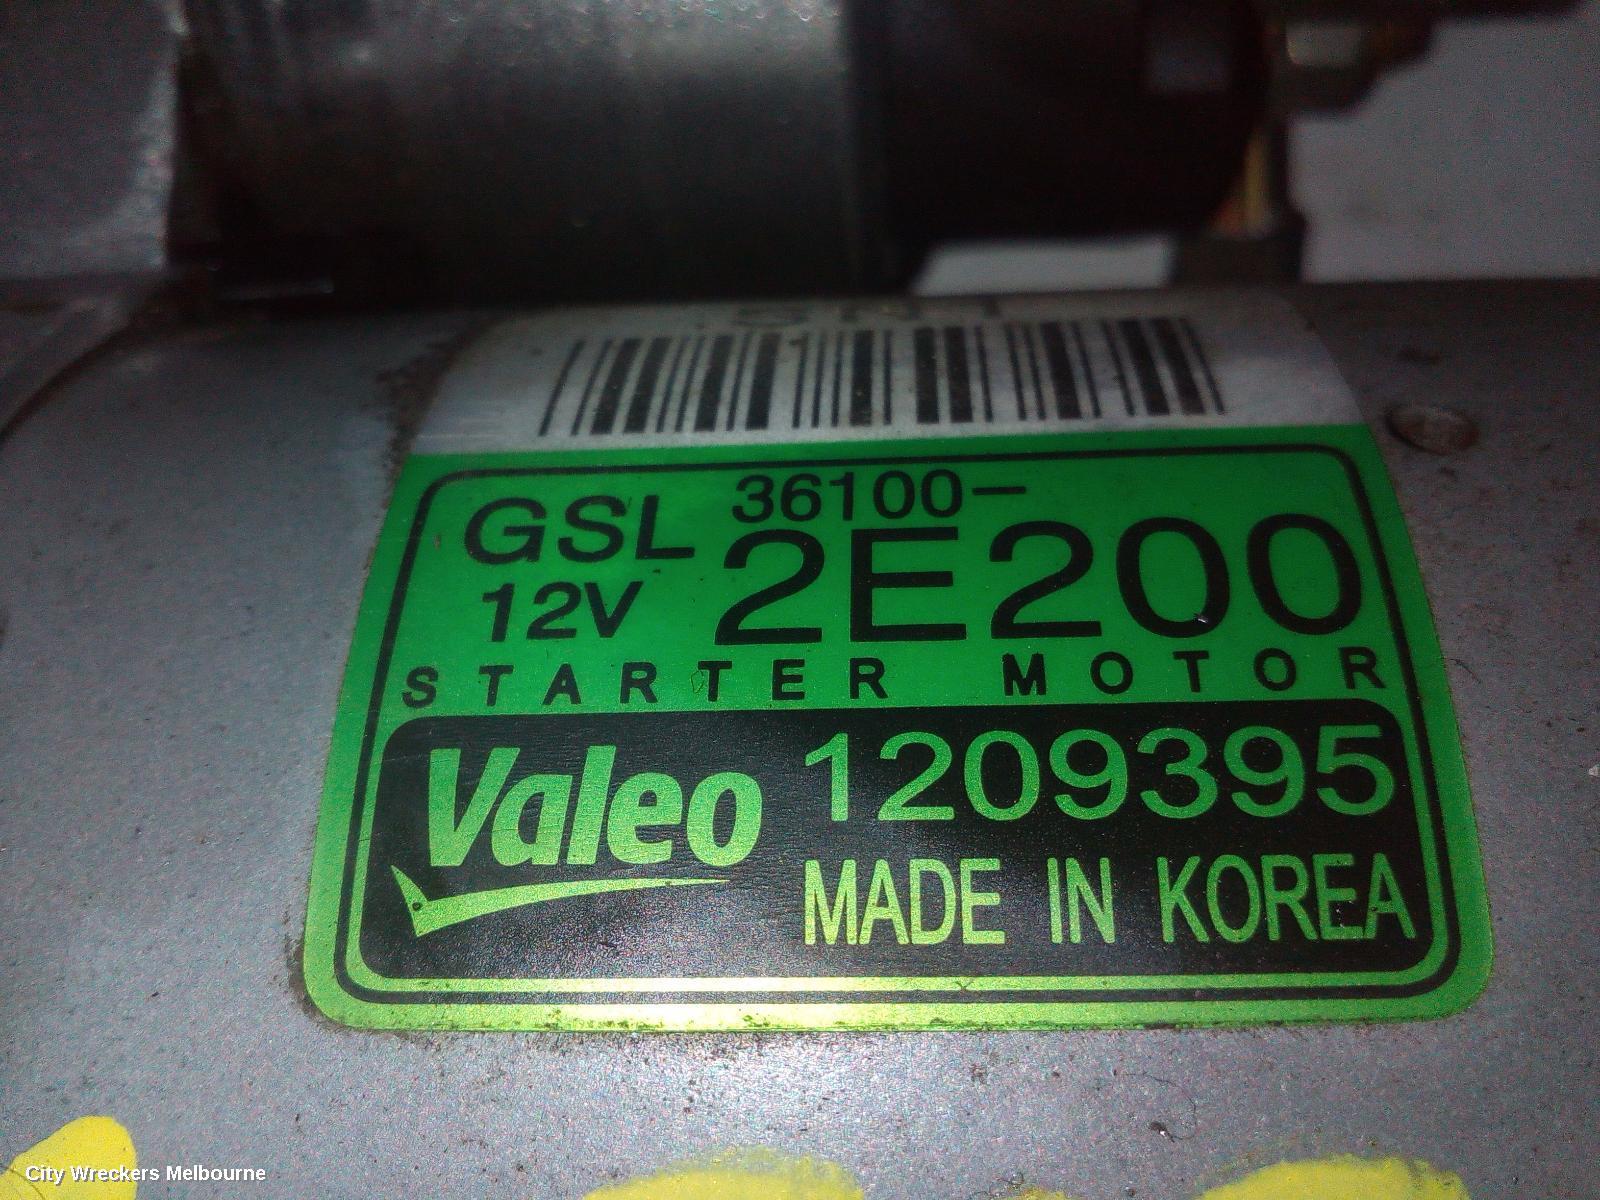 36100-
GSL 2E200
12V
STARTER MOTOR
Valeo 1209395
MADE IN KOREA
City Wreckers Melbourne